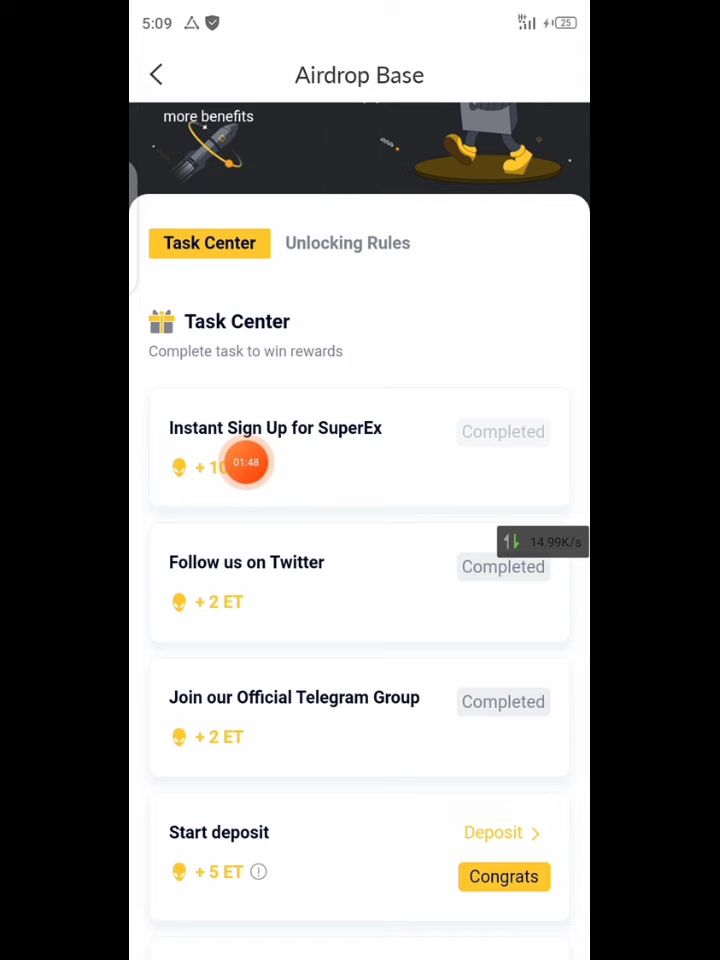 5:09
25
Airdrop Base
more benefits
Task Center
Unlocking Rules
Task Center
Complete task to win rewards
Instant Sign Up for SuperEx
Completed
+ 10
01:48
14.99K/s
Follow us on Twitter
Completed
+ 2 ET
Join our Official Telegram Group
Completed
+ 2 ET
Start deposit
Deposit >
+ 5 ET
Congrats